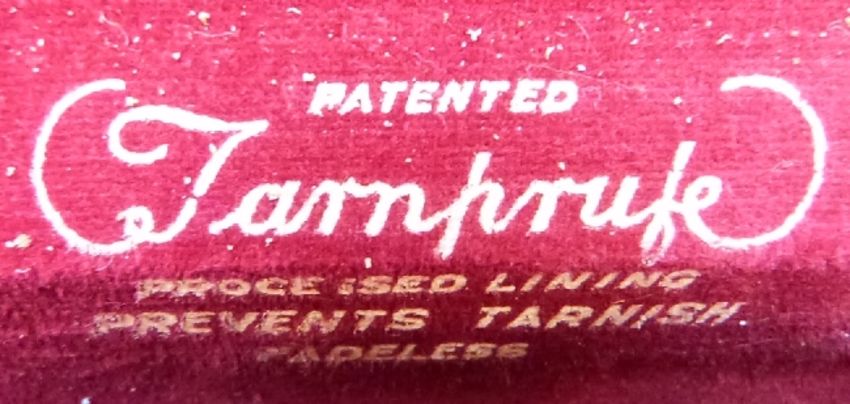 PATENTED
Tarnprufe
PROCESSED LINING
PREVENTS TARNISH
FADELESS